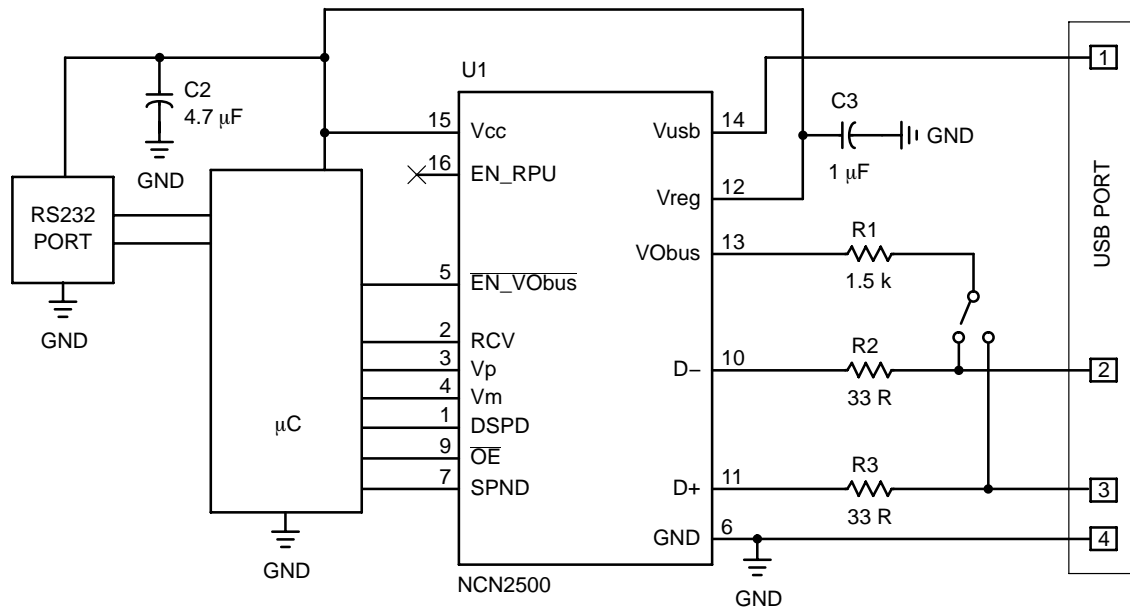 U1
C2
4.7 μF
GND
RS232
PORT
GND
μC
GND
15
Vcc
16
EN_RPU
5
EN_VObus
2
RCV
3
Vp
4
Vm
1
DSPD
9
OE
7
SPND
Vusb
14
Vreg
12
VObus
13
D−
10
D+
11
GND
6
NCN2500
C3
1 μF
GND
R1
1.5 k
R2
33 R
R3
33 R
GND
USB PORT
1
2
3
4